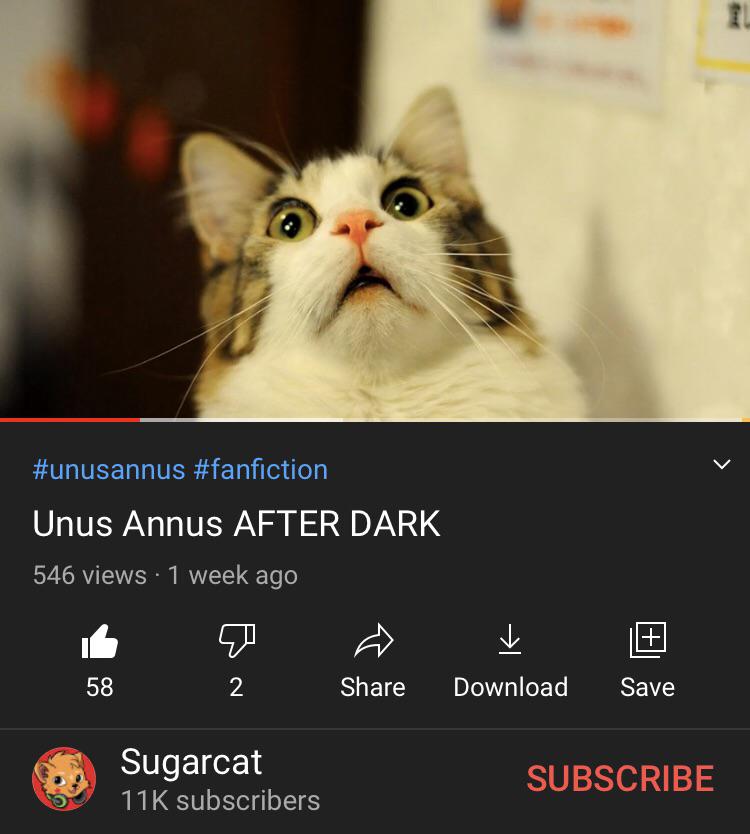 #unusannus #fanfiction
Unus Annus AFTER DARK
546 views · 1 week ago
58
2
Share
Download
Save
Sugarcat
11K subscribers
SUBSCRIBE